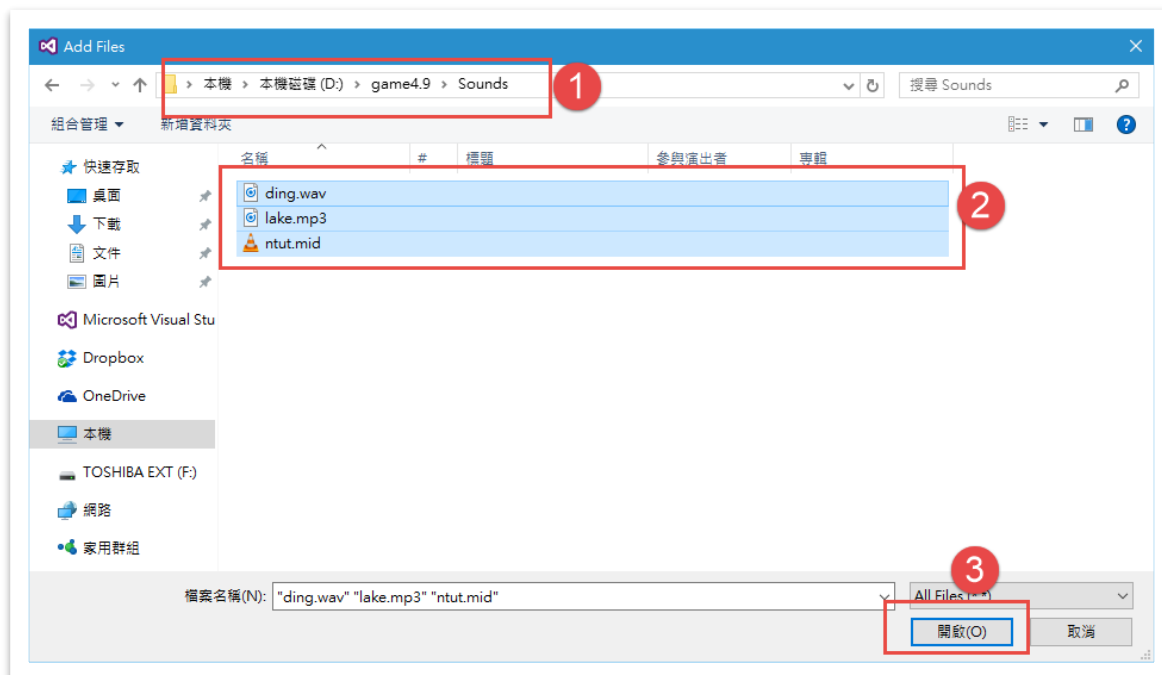 Add Files
本機 › 本機磁碟 (D:) › game4.9 › Sounds
1
搜尋 Sounds
組合管理
新增資料夾
名稱 # 標題 參與演出者 專輯
快速存取
桌面
下載
文件
圖片
Microsoft Visual Stu
Dropbox
OneDrive
本機
TOSHIBA EXT (F:)
網路
家用群組
ding.wav
lake.mp3
ntut.mid
2
檔案名稱(N): "ding.wav" "lake.mp3" "ntut.mid"
3
All Files (*.*)
開啟(O)
取消